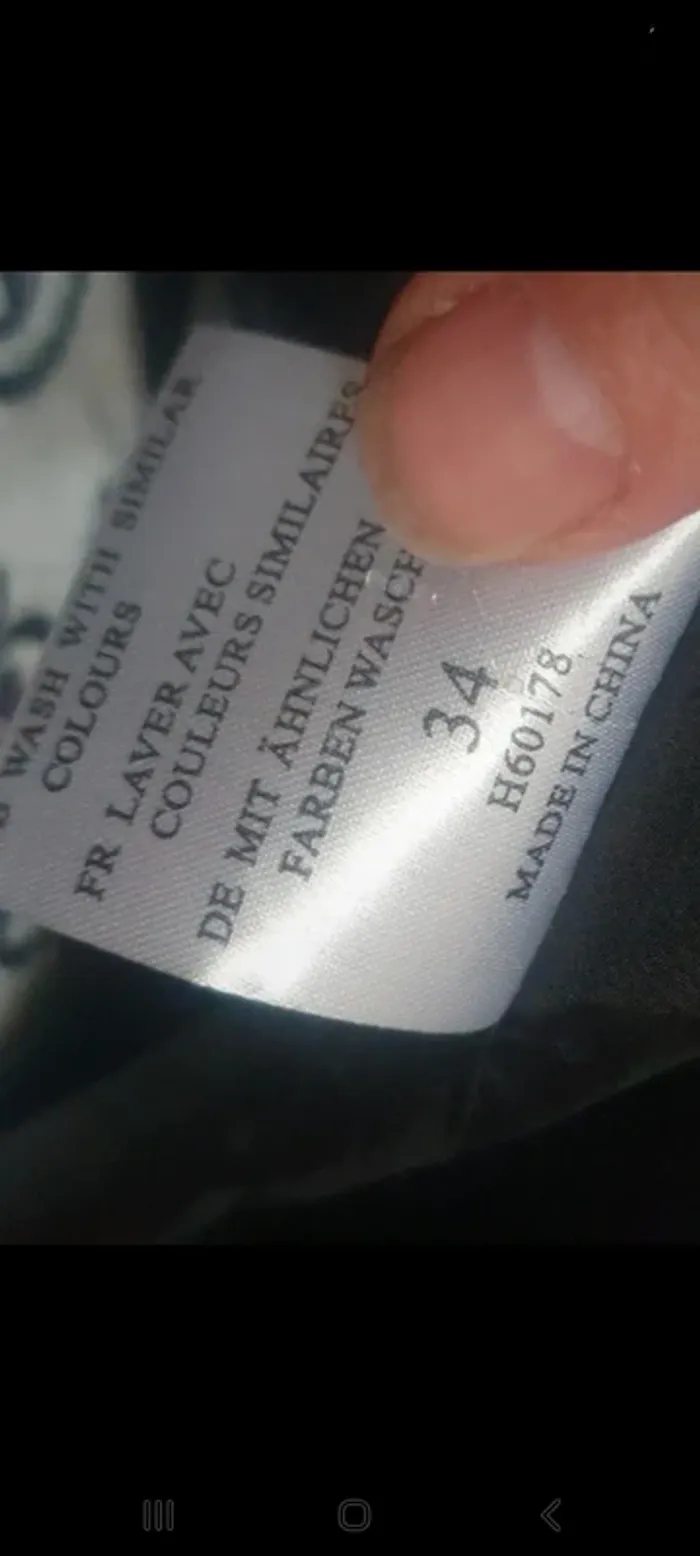 WASH WITH SIMILAR
COLOURS
FR LAVER AVEC
COULEURS SIMILAIRES
DE MIT ÄHNLICHEN
FARBEN
34
H60178
MADE IN CHINA